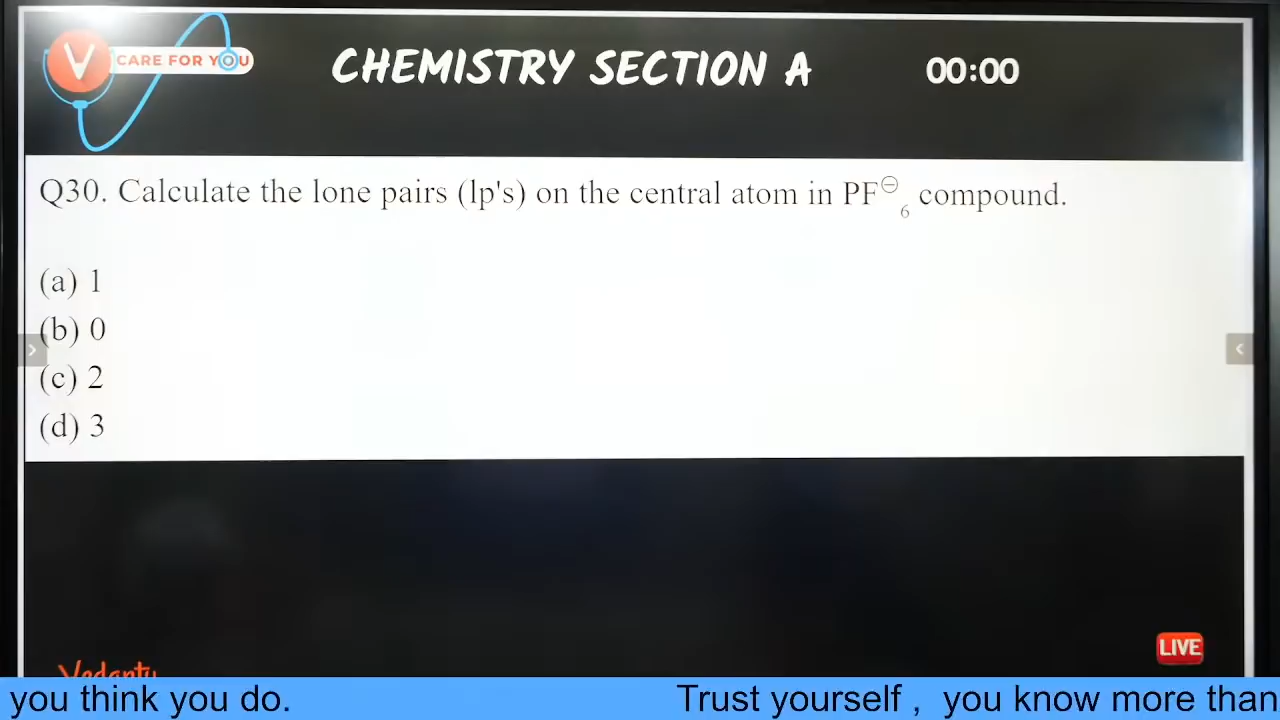 V CARE FOR YOU
CHEMISTRY SECTION A
00:00
Q30. Calculate the lone pairs (lp's) on the central atom in PF⊖6 compound.
(a) 1
(b) 0
(c) 2
(d) 3
LIVE
you think you do. Trust yourself , you know more than